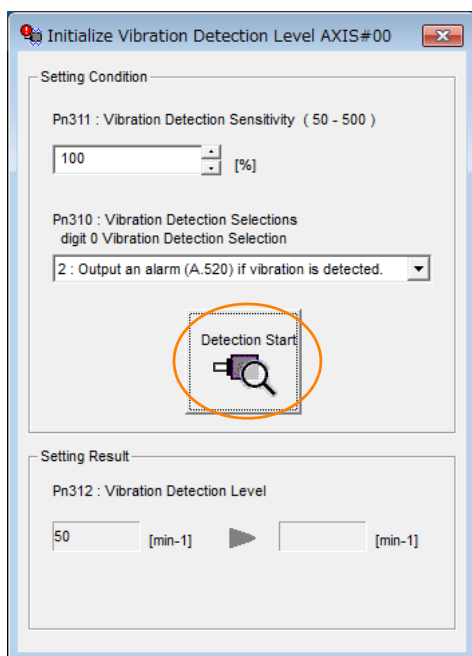 Initialize Vibration Detection Level AXIS#00
Setting Condition
Pn311 : Vibration Detection Sensitivity ( 50 - 500 )
100 [%]
Pn310 : Vibration Detection Selections
digit 0 Vibration Detection Selection
2 : Output an alarm (A.520) if vibration is detected.
Detection Start
Setting Result
Pn312 : Vibration Detection Level
50 [min-1] [min-1]